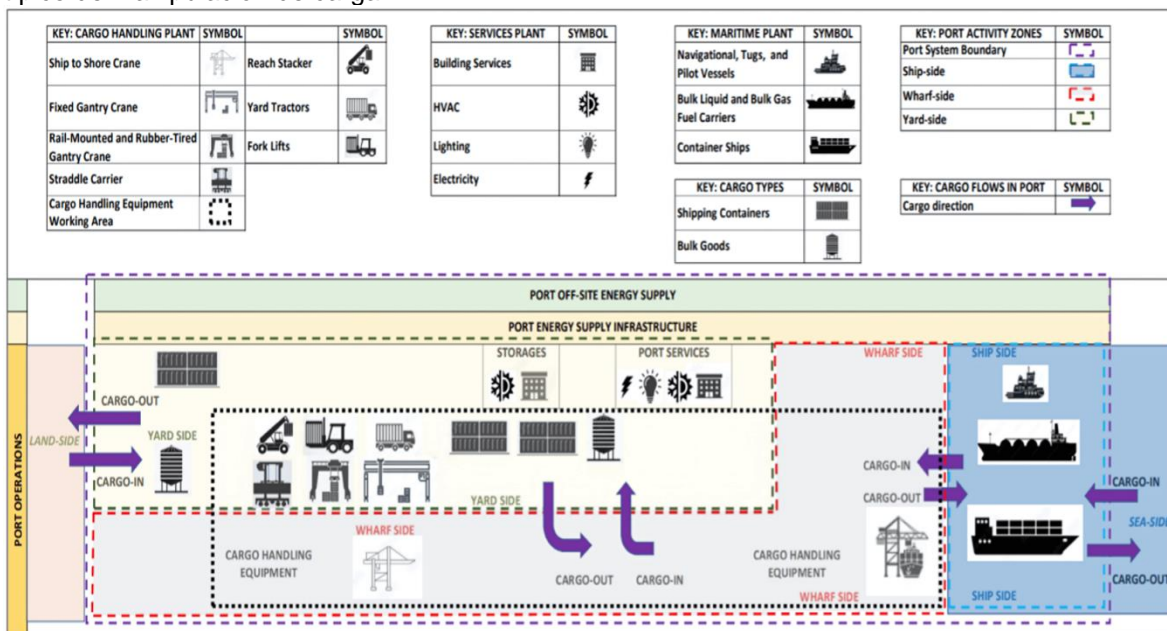 KEY: CARGO HANDLING PLANT SYMBOL SYMBOL
Ship to Shore Crane Reach Stacker
Fixed Gantry Crane Yard Tractors
Rail-Mounted and Rubber-Tired
Gantry Crane
Fork Lifts
Straddle Carrier
Cargo Handling Equipment
Working Area
KEY: SERVICES PLANT SYMBOL
Building Services
HVAC
Lighting
Electricity
KEY: MARITIME PLANT SYMBOL
Navigational, Tugs, and
Pilot Vessels
Bulk Liquid and Bulk Gas
Fuel Carriers
Container Ships
KEY: CARGO TYPES SYMBOL
Shipping Containers
Bulk Goods
KEY: PORT ACTIVITY ZONES SYMBOL
Port System Boundary
Ship-side
Wharf-side
Yard-side
KEY: CARGO FLOWS IN PORT SYMBOL
Cargo direction
PORT OFF-SITE ENERGY SUPPLY
PORT ENERGY SUPPLY INFRASTRUCTURE
PORT OPERATIONS
STORAGES
PORT SERVICES
WHARF SIDE
SHIP SIDE
CARGO-OUT
LAND-SIDE
YARD SIDE
CARGO-IN
YARD SIDE
CARGO-IN
CARGO-OUT
CARGO-IN
SEA-SIDE
CARGO-OUT
WHARF SIDE
CARGO HANDLING
EQUIPMENT
CARGO-OUT
CARGO-IN
CARGO HANDLING
EQUIPMENT
WHARF SIDE
SHIP SIDE